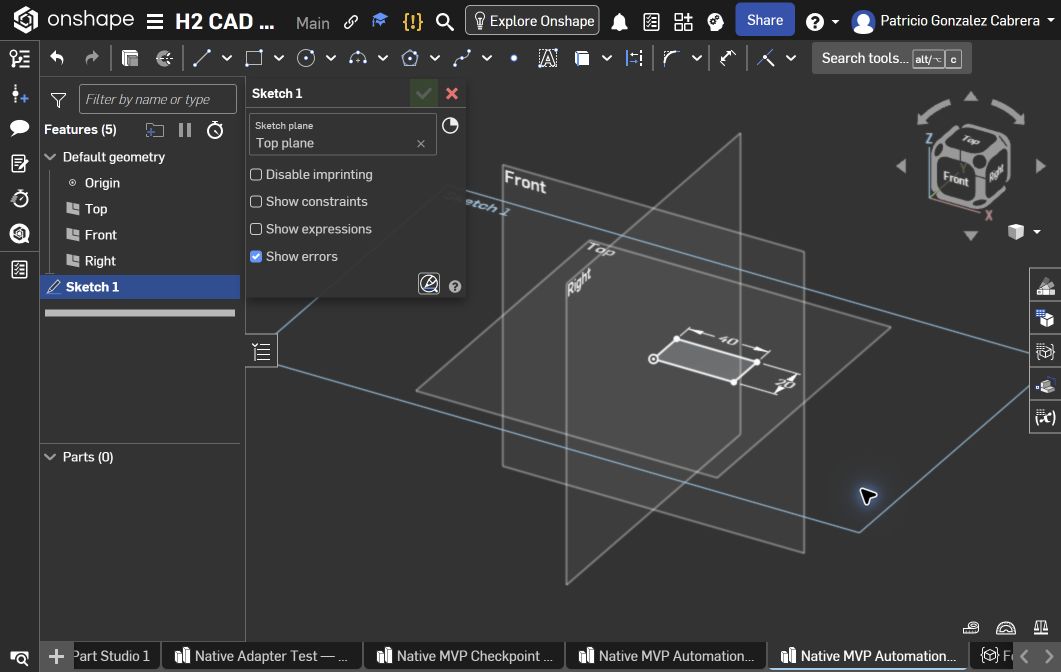 onshape H2 CAD ... Main Explore Onshape Share Patricio Gonzalez Cabrera
Search tools... alt/⌥ c
Filter by name or type
Features (5)
Default geometry
Origin
Top
Front
Right
Sketch 1
Parts (0)
Sketch 1
Sketch plane
Top plane
Disable imprinting
Show constraints
Show expressions
Show errors
Front
Top
Right
40
20
Z
Top
Y
Front
Right
X
Part Studio 1
Native Adapter Test — ...
Native MVP Checkpoint ...
Native MVP Automation...
Native MVP Automation...